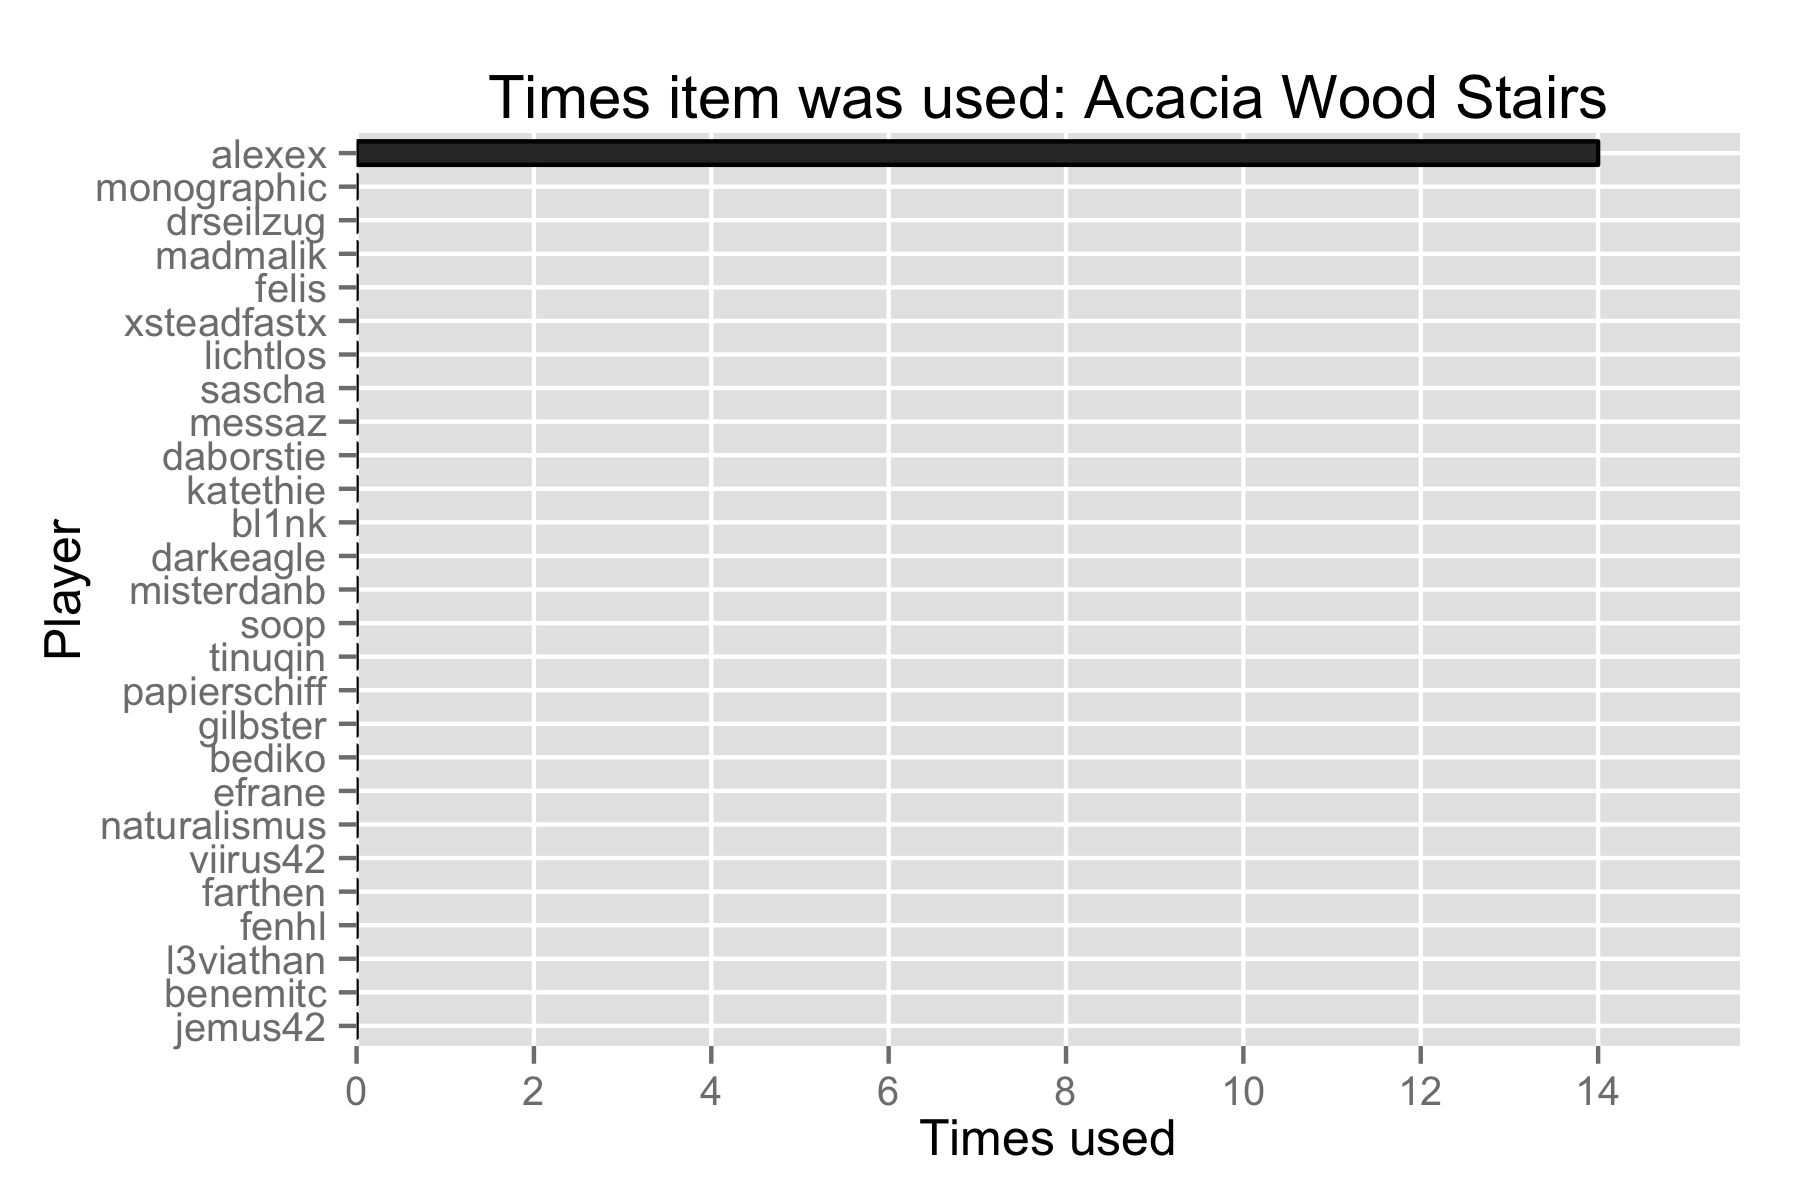 Times item was used: Acacia Wood Stairs
alexex
monographic
drseilzug
madmalik
felis
xsteadfastx
lichtlos
sascha
messaz
daborstie
katethie
bl1nk
darkeagle
misterdanb
soop
tinuqin
papierschiff
gilbster
bediko
efrane
naturalismus
viirus42
farthen
fenhl
l3viathan
benemitc
jemus42
Player
0 2 4 6 8 10 12 14
Times used